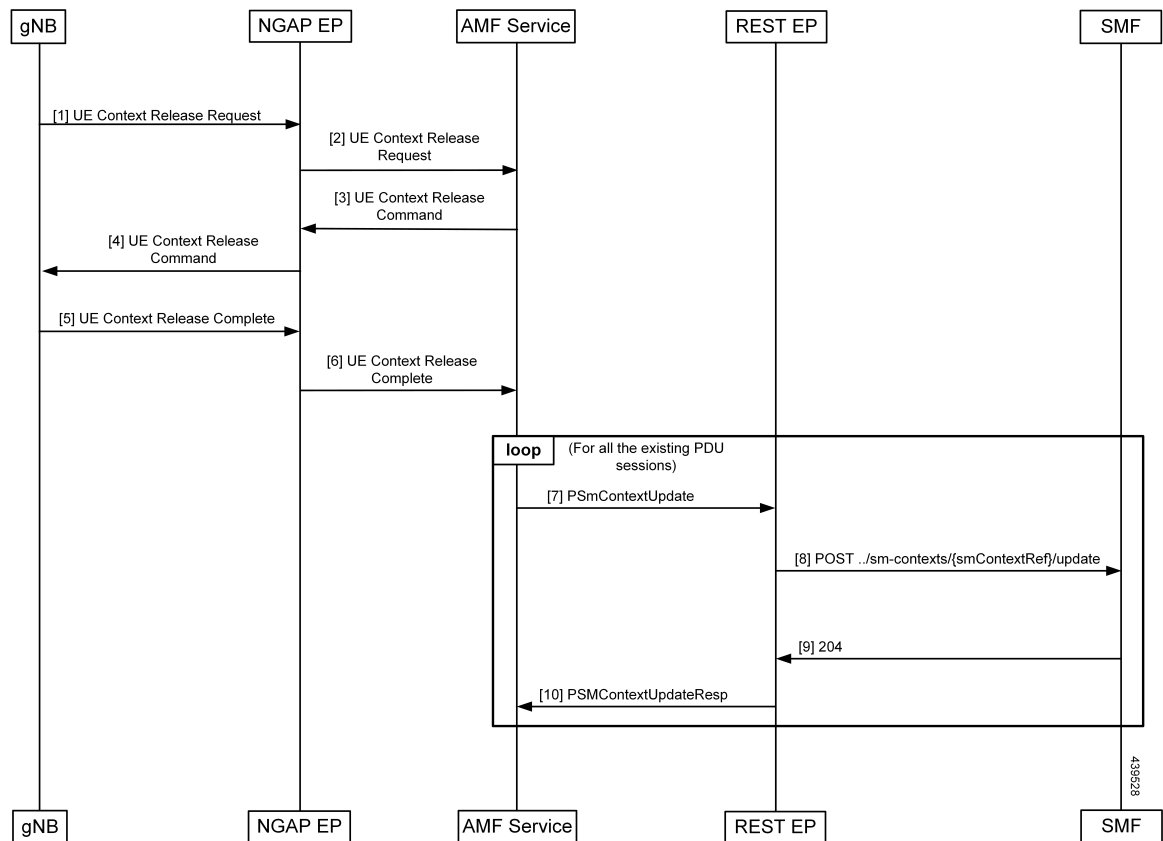 gNB
NGAP EP
AMF Service
REST EP
SMF
[1] UE Context Release Request
[2] UE Context Release
Request
[3] UE Context Release
Command
[4] UE Context Release
Command
[5] UE Context Release Complete
[6] UE Context Release
Complete
loop
(For all the existing PDU
sessions)
[7] PSmContextUpdate
[8] POST ../sm-contexts/{smContextRef}/update
[9] 204
[10] PSMContextUpdateResp
439528
gNB
NGAP EP
AMF Service
REST EP
SMF